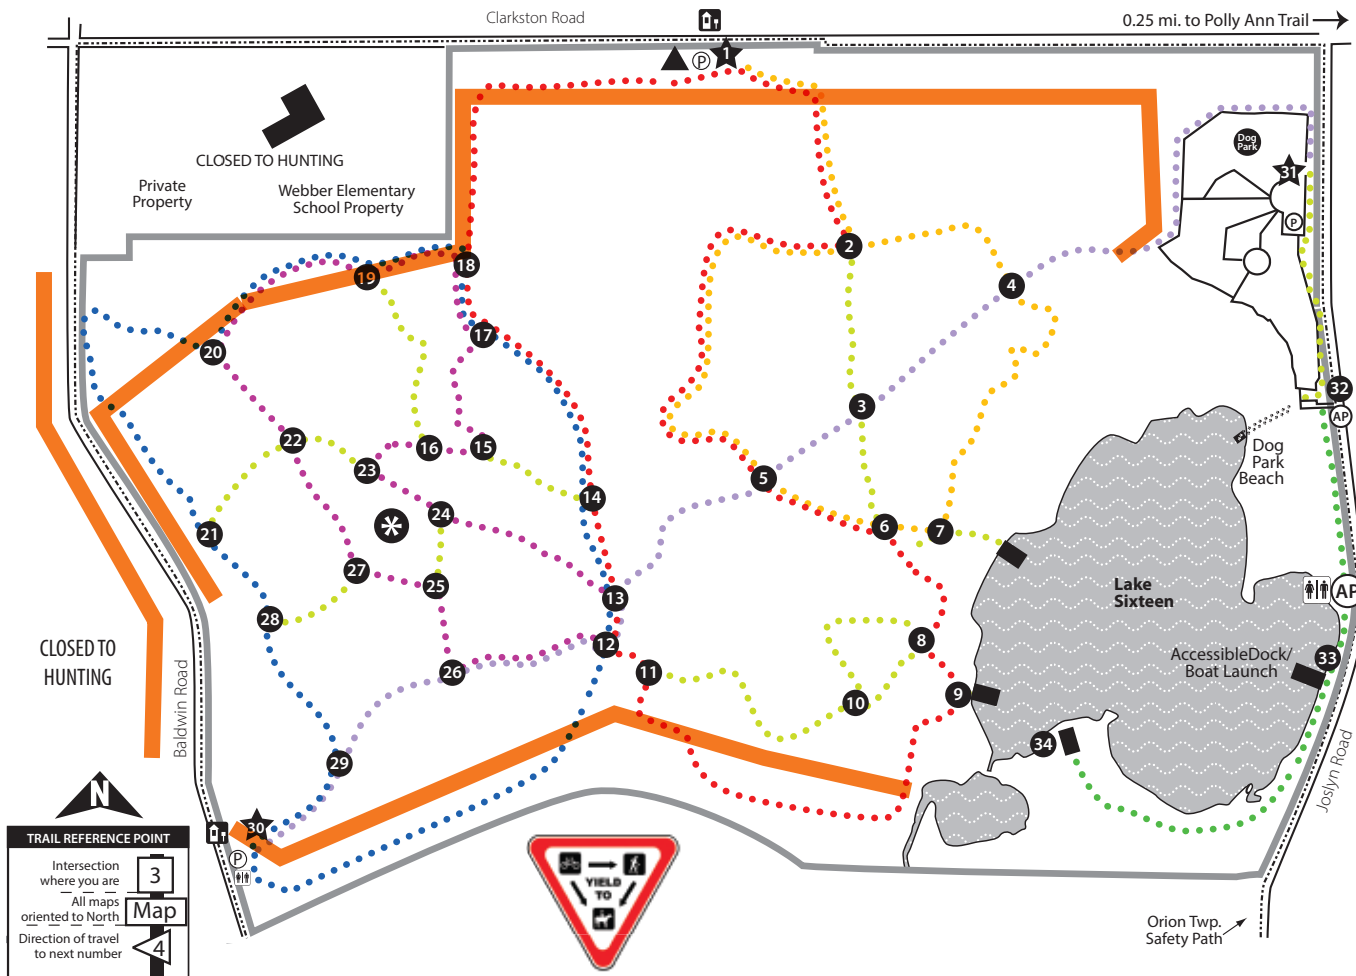 Clarkston Road
0.25 mi. to Polly Ann Trail
P
1
Dog
Park
31
P
CLOSED TO HUNTING
Private
Property
Webber Elementary
School Property
2
18
19
4
17
20
32
AP
3
22
16
15
23
5
Dog
Park
Beach
14
24
*
21
6
7
27
25
13
Lake
Sixteen
AP
28
12
8
CLOSED TO
HUNTING
26
11
33
AccessibleDock/
Boat Launch
9
10
34
Baldwin Road
29
Joslyn Road
N
30
P
TRAIL REFERENCE POINT
Intersection
where you are
3
All maps
oriented to North
Map
Direction of travel
to next number
4
YIELD
TO
Orion Twp.
Safety Path